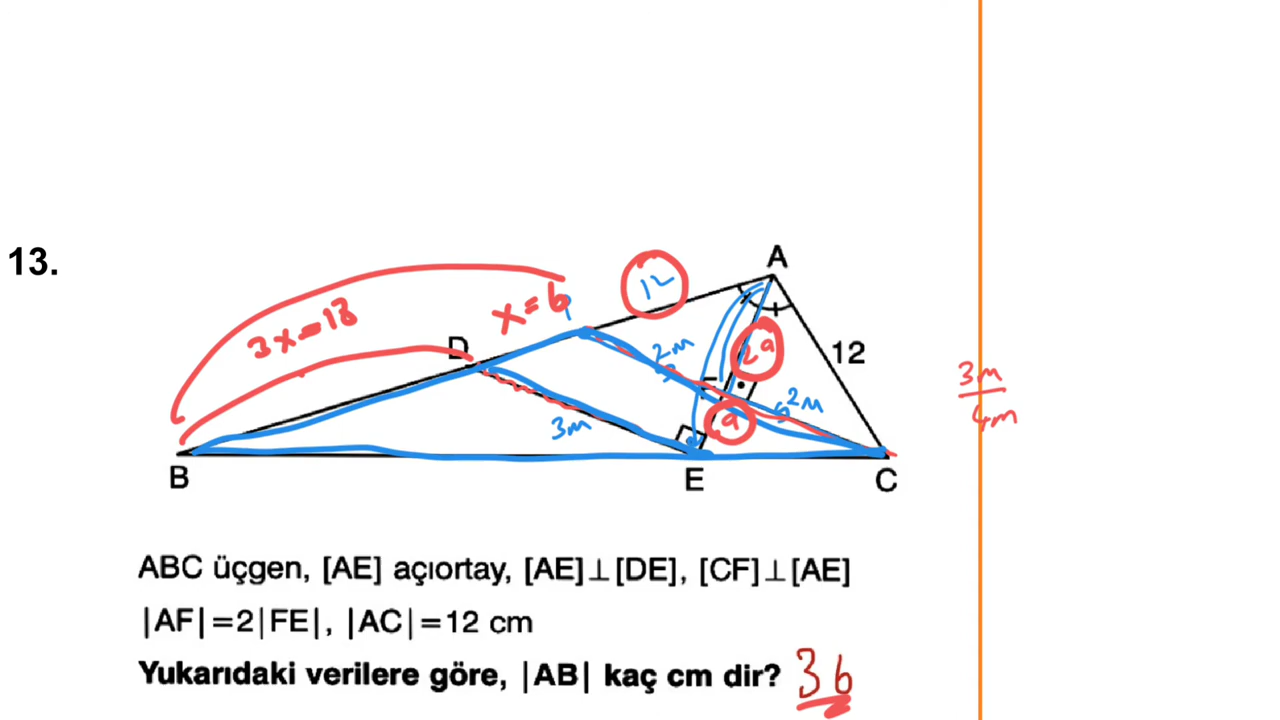 13.
A
12
x=6
3x=18
D
2m
2a
12
3m
4m
2m
a
3m
B
E
C
ABC üçgen, [AE] açıortay, [AE]⊥[DE], [CF]⊥[AE]
|AF|=2|FE|, |AC|=12 cm
Yukarıdaki verilere göre, |AB| kaç cm dir? 36